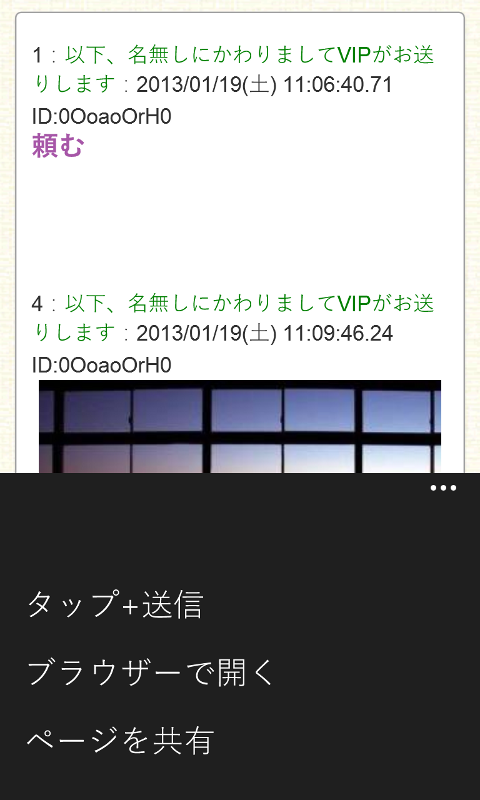 1：以下、名無しにかわりましてVIPがお送
りします：2013/01/19(土) 11:06:40.71
ID:0OoaoOrH0
頼む
4：以下、名無しにかわりましてVIPがお送
りします：2013/01/19(土) 11:09:46.24
ID:0OoaoOrH0
タップ+送信
ブラウザーで開く
ページを共有